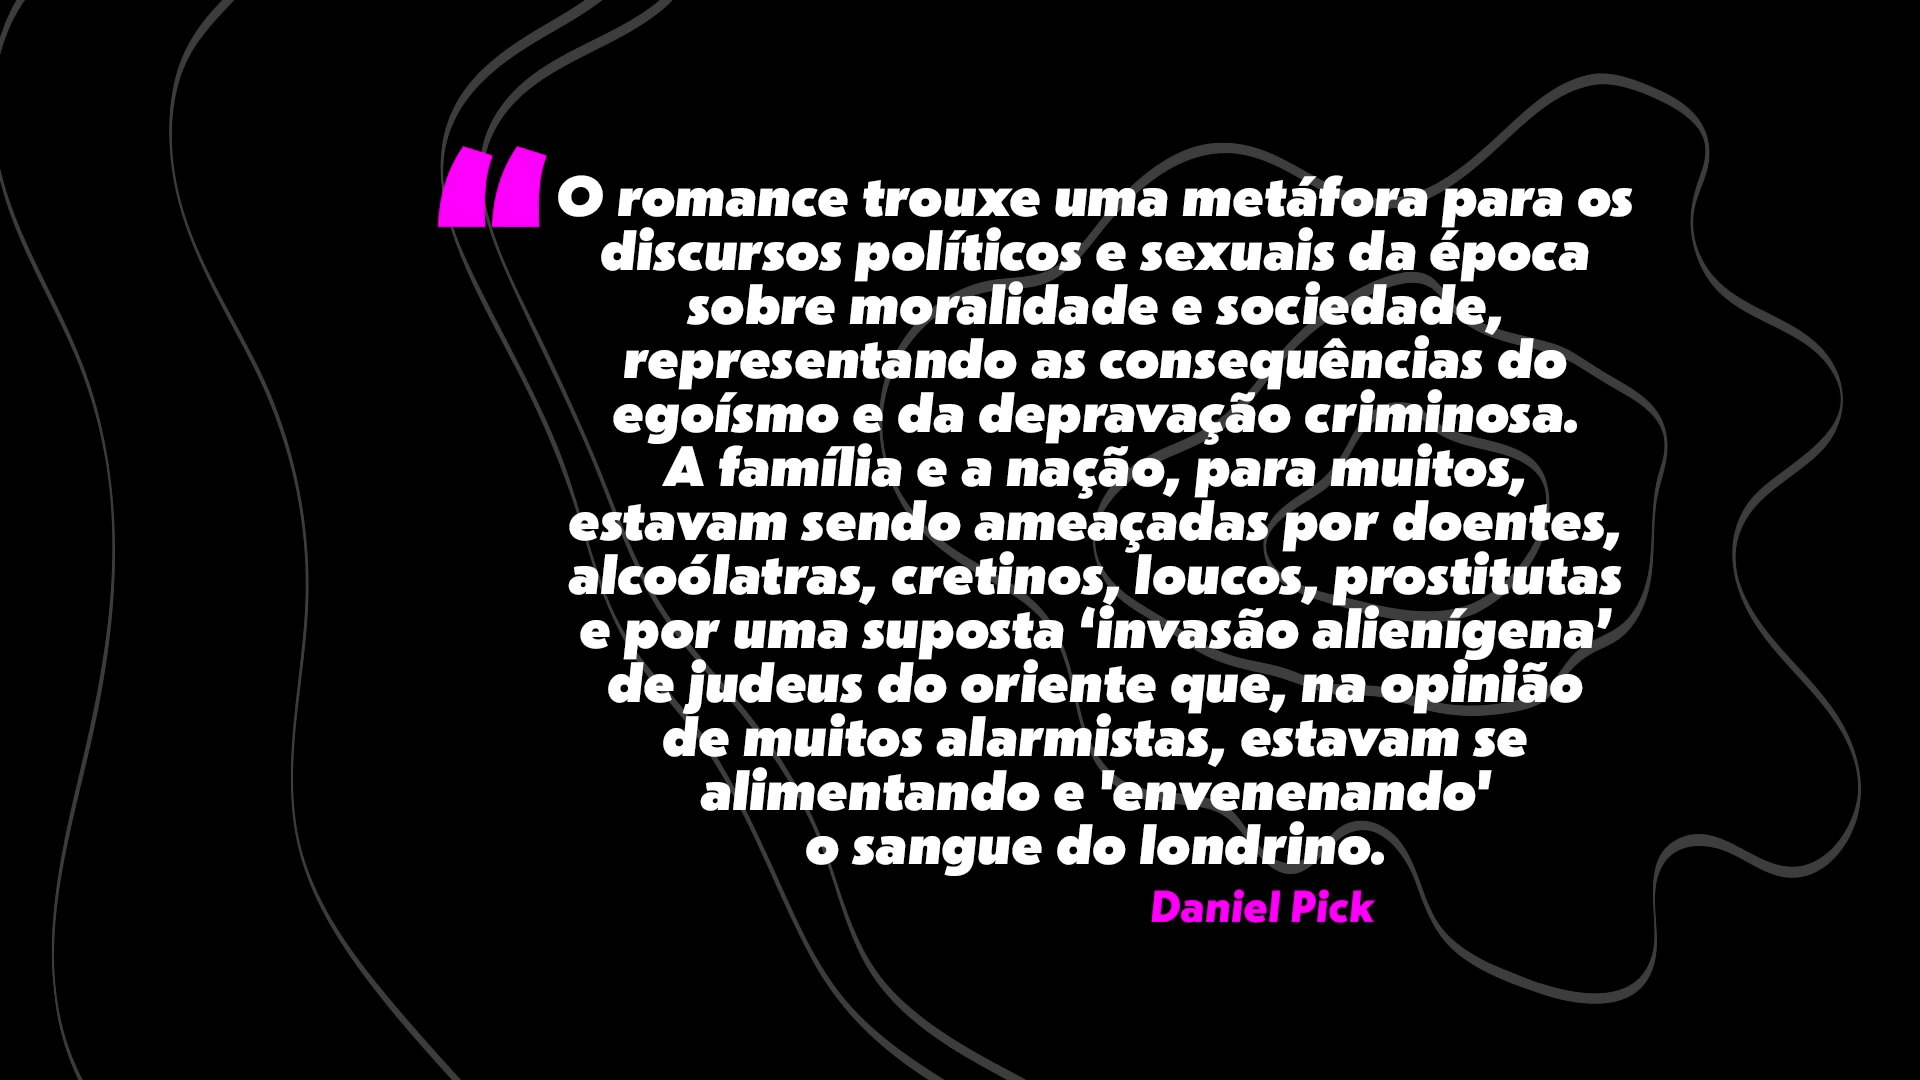 “O romance trouxe uma metáfora para os
discursos políticos e sexuais da época
sobre moralidade e sociedade,
representando as consequências do
egoísmo e da depravação criminosa.
A família e a nação, para muitos,
estavam sendo ameaçadas por doentes,
alcoólatras, cretinos, loucos, prostitutas
e por uma suposta ‘invasão alienígena’
de judeus do oriente que, na opinião
de muitos alarmistas, estavam se
alimentando e 'envenenando'
o sangue do londrino.
Daniel Pick